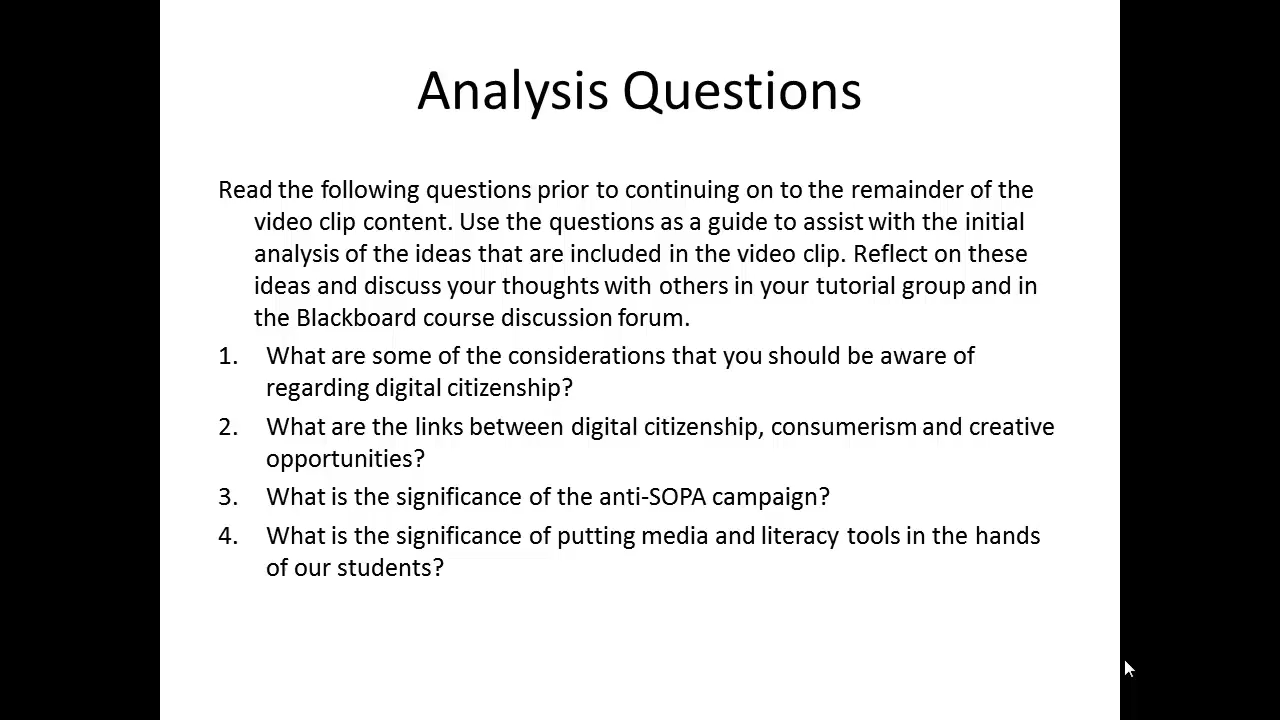 Analysis Questions
Read the following questions prior to continuing on to the remainder of the
video clip content. Use the questions as a guide to assist with the initial
analysis of the ideas that are included in the video clip. Reflect on these
ideas and discuss your thoughts with others in your tutorial group and in
the Blackboard course discussion forum.
1. What are some of the considerations that you should be aware of
regarding digital citizenship?
2. What are the links between digital citizenship, consumerism and creative
opportunities?
3. What is the significance of the anti-SOPA campaign?
4. What is the significance of putting media and literacy tools in the hands
of our students?